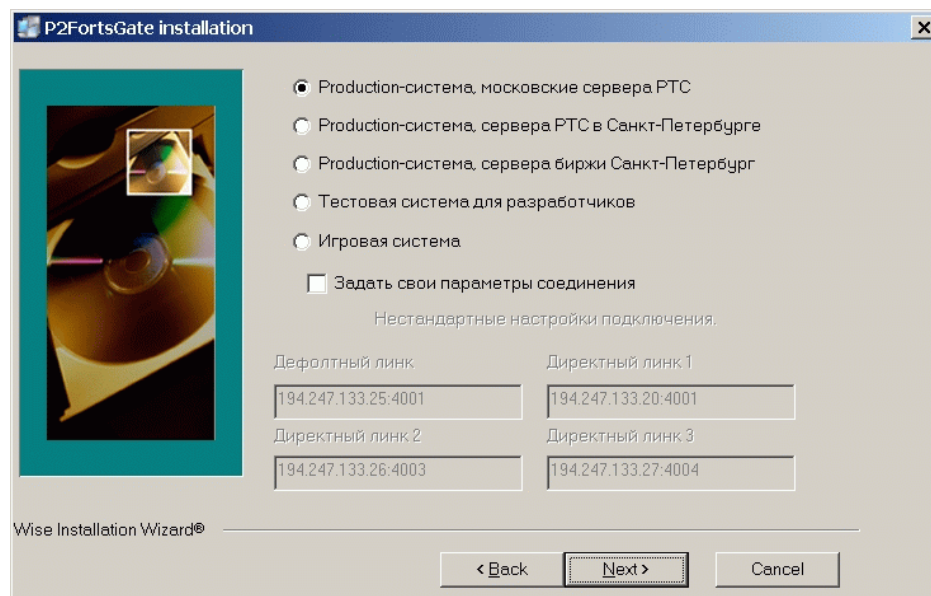 P2FortsGate installation
Production-система, московские сервера РТС
Production-система, сервера РТС в Санкт-Петербурге
Production-система, сервера биржи Санкт-Петербург
Тестовая система для разработчиков
Игровая система
Задать свои параметры соединения
Нестандартные настройки подключения.
Дефолтный линк
Директный линк 1
194.247.133.25:4001
194.247.133.20:4001
Директный линк 2
Директный линк 3
194.247.133.26:4003
194.247.133.27:4004
Wise Installation Wizard®
< Back
Next >
Cancel